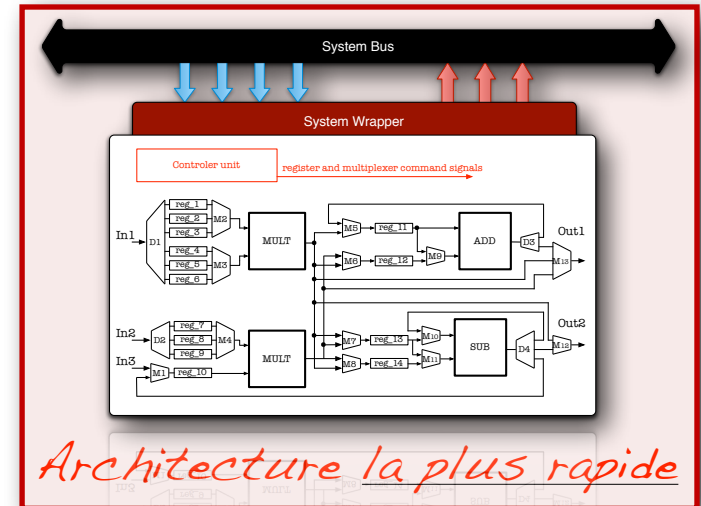 System Bus
System Wrapper
Controler unit
register and multiplexer command signals
reg_1
reg_2
M2
reg_3
In1
D1
MULT
reg_4
reg_5
M3
reg_6
M5
reg_11
M9
M6
reg_12
ADD
D3
Out1
M13
In2
D2
reg_7
reg_8
M4
reg_9
In3
M1
reg_10
MULT
M7
reg_13
M10
M8
reg_14
M11
SUB
D4
Out2
M12
Architecture la plus rapide